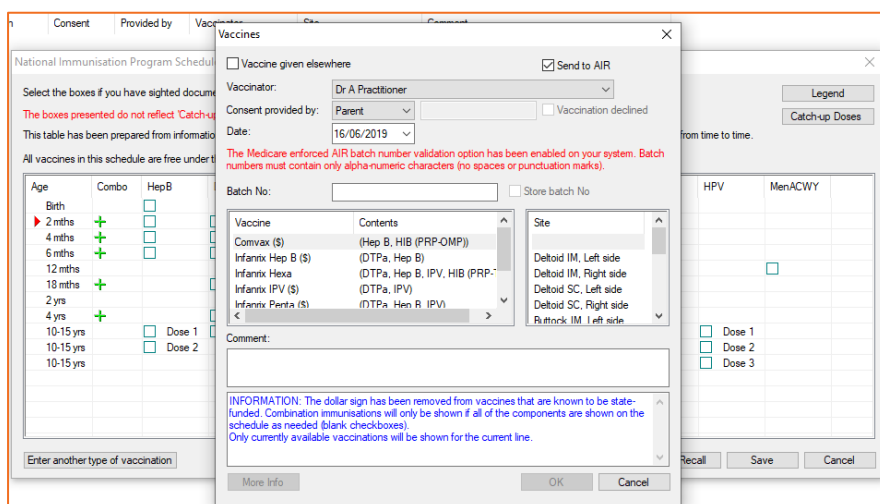 Consent Provided by Vaccinator Site Comment
Vaccines
National Immunisation Program Schedul
Vaccine given elsewhere
Send to AIR
Select the boxes if you have sighted docume
Vaccinator:
Dr A Practitioner
Legend
Consent provided by:
Parent
Vaccination declined
The boxes presented do not reflect 'Catch-up
Catch-up Doses
Date:
16/06/2019
This table has been prepared from informatio
from time to time.
The Medicare enforced AIR batch number validation option has been enabled on your system. Batch
numbers must contain only alpha-numeric characters (no spaces or punctuation marks).
All vaccines in this schedule are free under th
Batch No:
Store batch No
Age Combo HepB
HPV MenACWY
Birth
2 mths
4 mths
6 mths
12 mths
18 mths
2 yrs
4 yrs
10-15 yrs Dose 1
10-15 yrs Dose 2
10-15 yrs
Vaccine Contents
Comvax ($) (Hep B, HIB (PRP-OMP))
Infanrix Hep B ($) (DTPa, Hep B)
Infanrix Hexa (DTPa, Hep B, IPV, HIB (PRP-T
Infanrix IPV ($) (DTPa, IPV)
Infanrix Penta ($) (DTPa, Hep B, IPV)
Site
Deltoid IM, Left side
Deltoid IM, Right side
Deltoid SC, Left side
Deltoid SC, Right side
Buttock IM, Left side
Dose 1
Dose 2
Dose 3
Comment:
INFORMATION: The dollar sign has been removed from vaccines that are known to be state-
funded. Combination immunisations will only be shown if all of the components are shown on the
schedule as needed (blank checkboxes).
Only currently available vaccinations will be shown for the current line.
Enter another type of vaccination
Recall
Save
Cancel
More Info
OK
Cancel